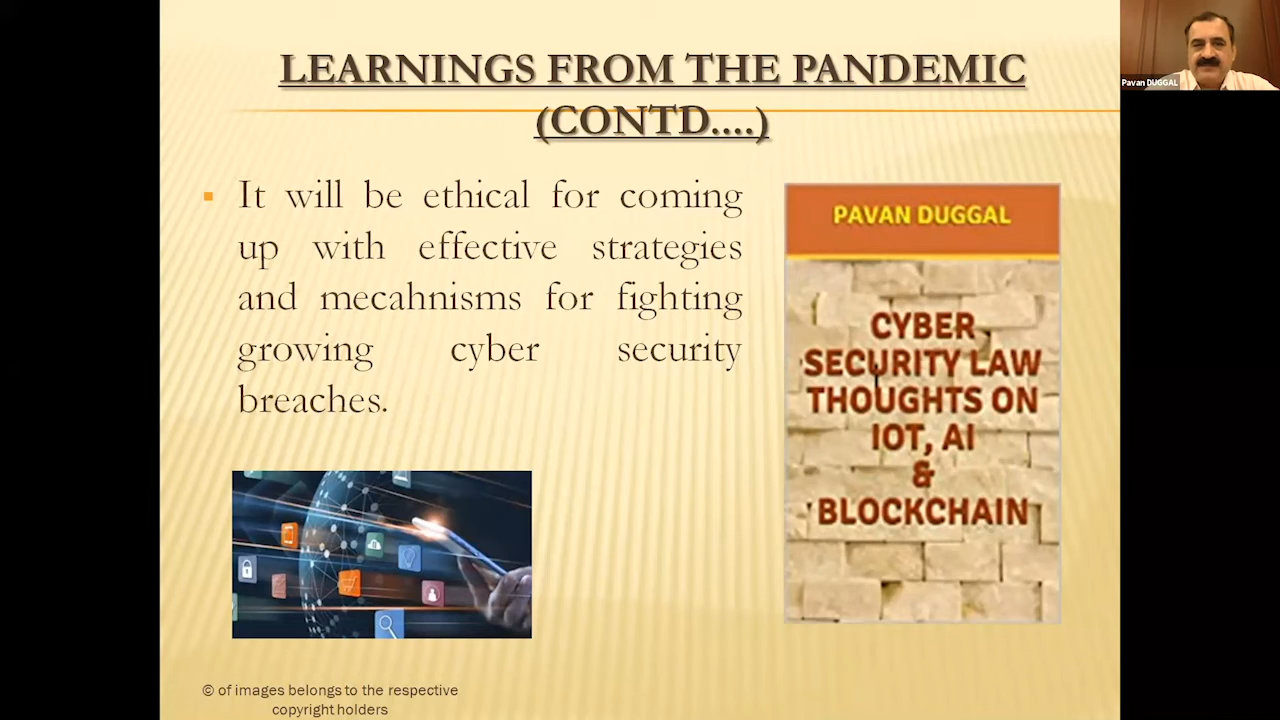 LEARNINGS FROM THE PANDEMIC
(CONTD....)
It will be ethical for coming
up with effective strategies
and mecahnisms for fighting
growing cyber security
breaches.
PAVAN DUGGAL
CYBER
SECURITY LAW
THOUGHTS ON
IOT, AI
&
BLOCKCHAIN
© of images belongs to the respective
copyright holders
Pavan DUGGAL